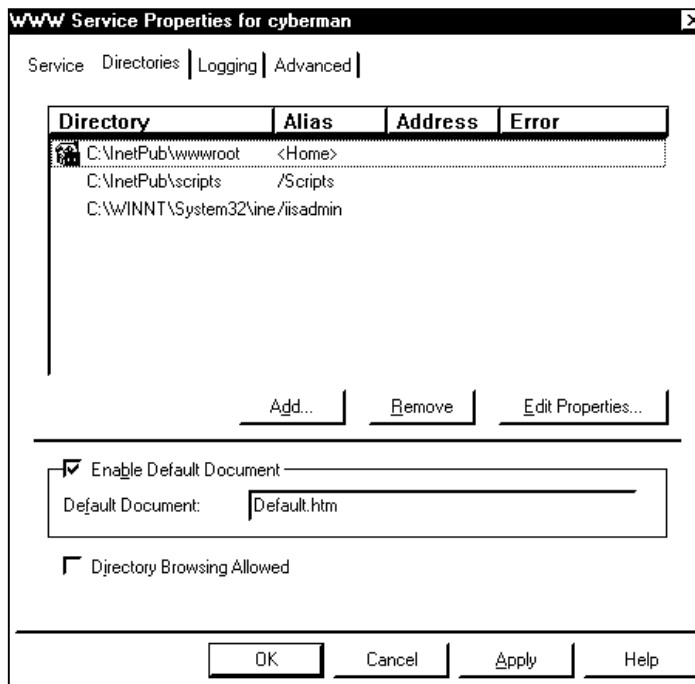 WWW Service Properties for cyberman
Service Directories Logging Advanced
Directory Alias Address Error
C:\InetPub\wwwroot <Home>
C:\InetPub\scripts /Scripts
C:\WINNT\System32\ine /iisadmin
Add... Remove Edit Properties...
Enable Default Document
Default Document: Default.htm
Directory Browsing Allowed
OK Cancel Apply Help